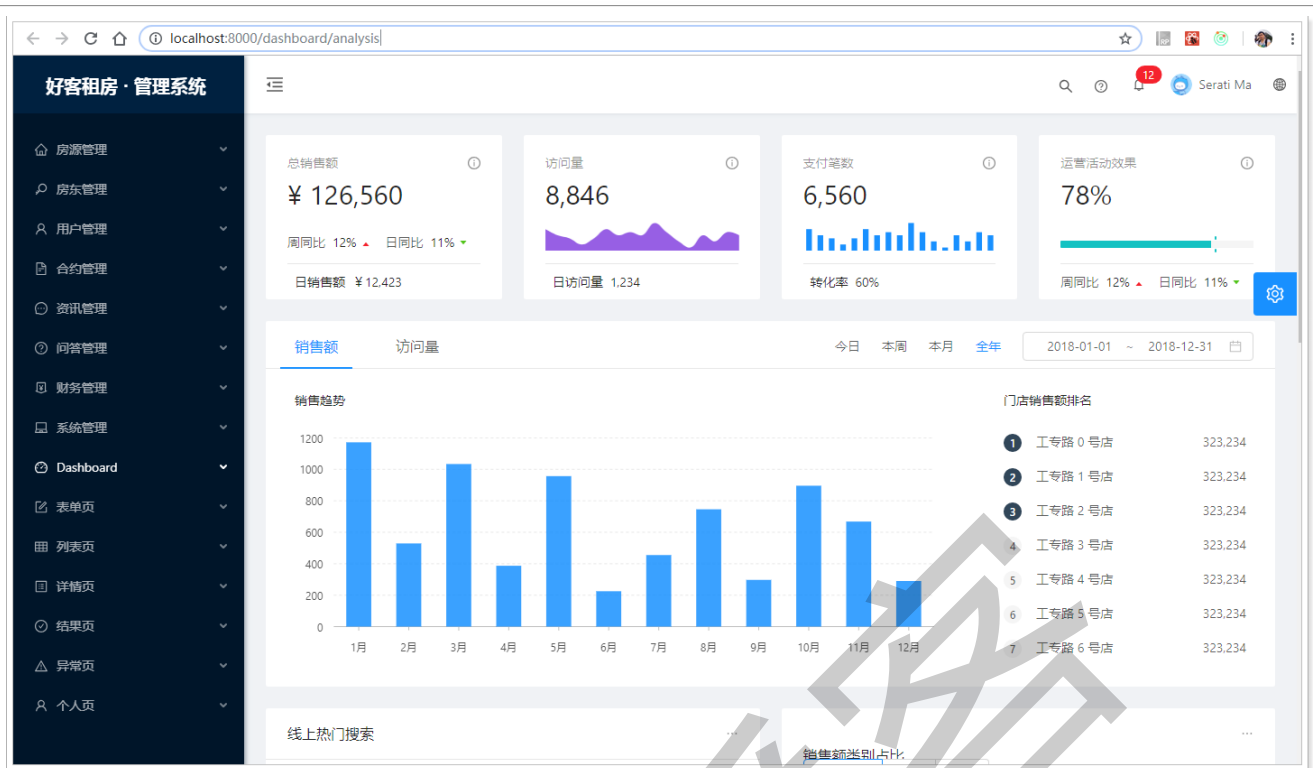 localhost:8000/dashboard/analysis
好客租房 · 管理系统
12
Serati Ma
房源管理
房东管理
用户管理
合约管理
资讯管理
问答管理
财务管理
系统管理
Dashboard
表单页
列表页
详情页
结果页
异常页
个人页
总销售额
¥ 126,560
周同比 12% 日同比 11%
日销售额 ¥ 12,423
访问量
8,846
日访问量 1,234
支付笔数
6,560
转化率 60%
运营活动效果
78%
周同比 12% 日同比 11%
销售额 访问量 今日 本周 本月 全年 2018-01-01 ~ 2018-12-31
销售趋势
1200
1000
800
600
400
200
0
1月 2月 3月 4月 5月 6月 7月 8月 9月 10月 11月 12月
门店销售额排名
1 工专路 0 号店 323,234
2 工专路 1 号店 323,234
3 工专路 2 号店 323,234
4 工专路 3 号店 323,234
5 工专路 4 号店 323,234
6 工专路 5 号店 323,234
7 工专路 6 号店 323,234
线上热门搜索 ···
销售额类别占比 ···